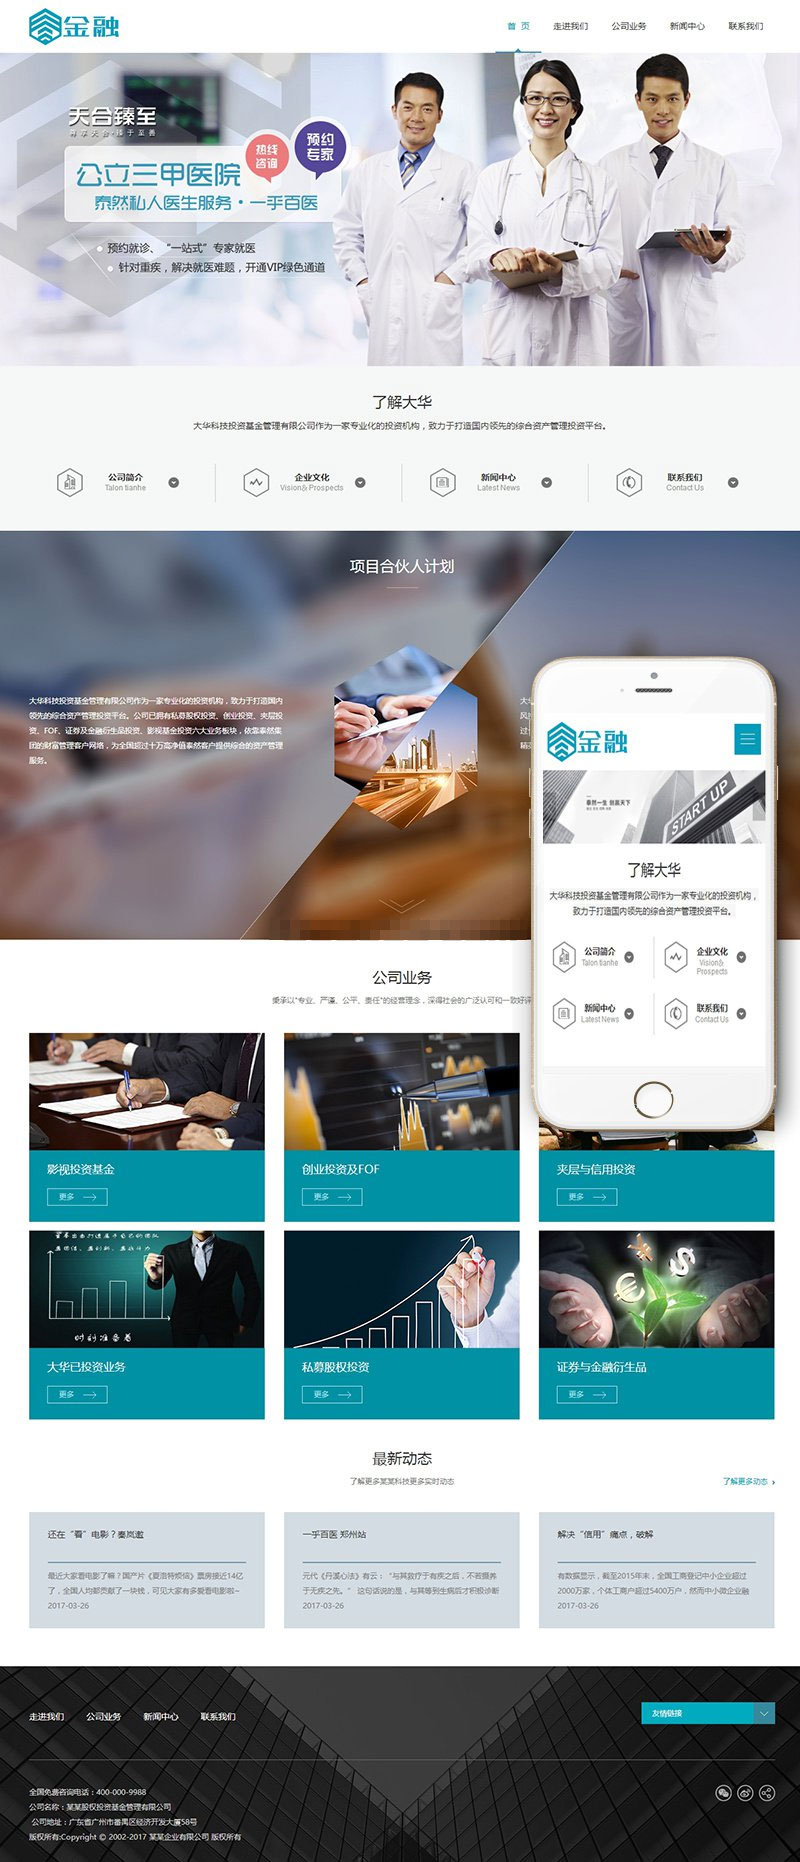 金融
首 页
走进我们
公司业务
新闻中心
联系我们
天合臻至
尊享天合·臻于至善
热线
咨询
预约
专家
公立三甲医院
泰然私人医生服务·一乎百医
预约就诊、“一站式”专家就医
针对重疾，解决就医难题，开通VIP绿色通道
了解大华
大华科技投资基金管理有限公司作为一家专业化的投资机构，致力于打造国内领先的综合资产管理投资平台。
公司简介
Talon tianhe
企业文化
Vision& Prospects
新闻中心
Latest News
联系我们
Contact Us
项目合伙人计划
大华科技投资基金管理有限公司作为一家专业化的投资机构，致力于打造国内
领先的综合资产管理投资平台。公司已拥有私募股权投资、创业投资、夹层投
资、FOF、证券及金融衍生品投资、影视基金投资六大业务板块，依靠泰然集
团的财富管理客户网络，为全国超过十万高净值泰然客户提供综合的资产管理
服务。
金融
START UP
了解大华
大华科技投资基金管理有限公司作为一家专业化的投资机构，
致力于打造国内领先的综合资产管理投资平台。
公司简介
Talon tianhe
企业文化
Vision&
Prospects
新闻中心
Latest News
联系我们
Contact Us
公司业务
秉承以"专业、严谨、公平、责任"的经营理念，深得社会的广泛认可和一致好评
影视投资基金
更多
创业投资及FOF
更多
夹层与信用投资
更多
大华已投资业务
更多
私募股权投资
更多
证券与金融衍生品
更多
最新动态
了解更多某某科技更多实时动态
了解更多动态
还在“看”电影？秦岚邀
最近大家看电影了嘛？国产片《夏洛特烦恼》票房接近14亿
了，全国人均都贡献了一块钱，可见大家有多爱看电影啦~
2017-03-26
一乎百医 郑州站
元代《丹溪心法》有云：“与其救疗于有疾之后，不若摄养
于无疾之先。” 这句话说的是，与其等到生病后才积极诊断
2017-03-26
解决“信用”痛点，破解
有数据显示，截至2015年末，全国工商登记中小企业超过
2000万家，个体工商户超过5400万户，然而中小微企业融
2017-03-26
走进我们
公司业务
新闻中心
联系我们
友情链接
全国免费咨询电话：400-000-9988
公司名称：某某股权投资基金管理有限公司
公司地址：广东省广州市番禺区经济开发大厦58号
版权所有:Copyright © 2002-2017 某某企业有限公司 版权所有